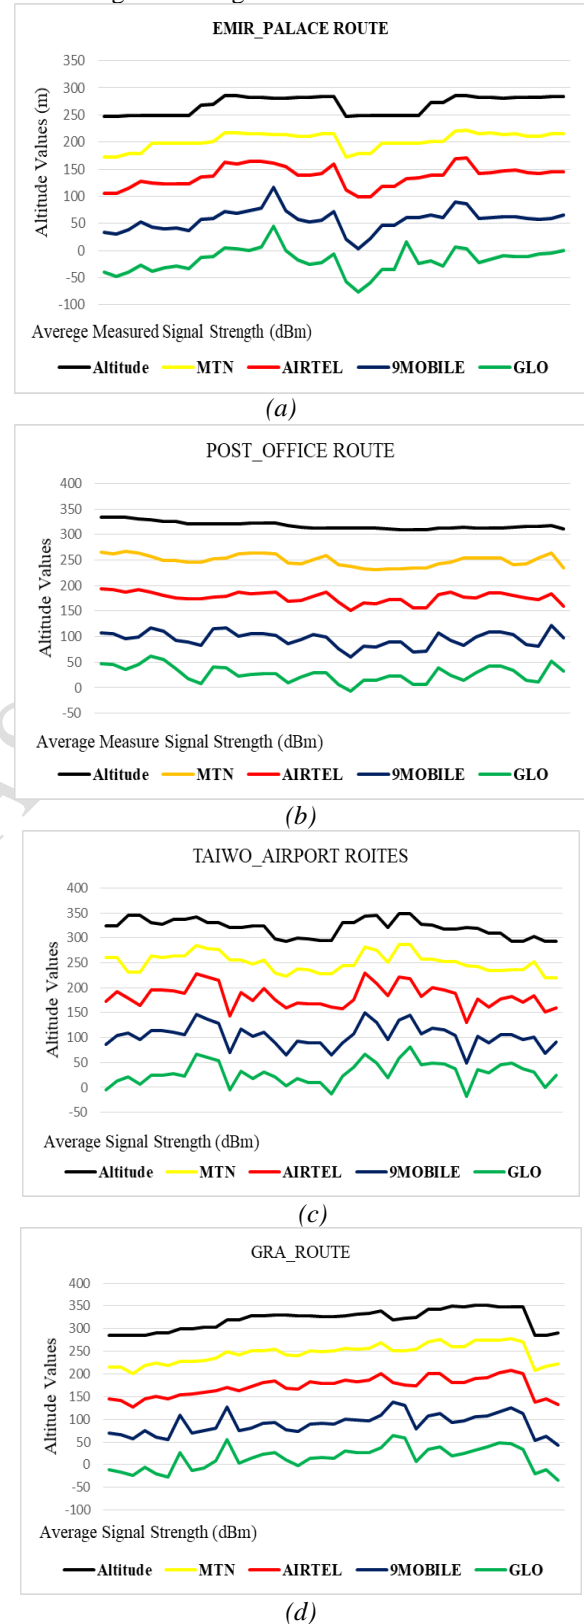 EMIR_PALACE ROUTE
350
300
250
200
150
100
50
0
-50
-100
Altitude Values (m)
Averege Measured Signal Strength (dBm)
Altitude MTN AIRTEL 9MOBILE GLO
(a)
POST_OFFICE ROUTE
400
350
300
250
200
150
100
50
0
-50
Altitude Values
Average Measure Signal Strength (dBm)
Altitude MTN AIRTEL 9MOBILE GLO
(b)
TAIWO_AIRPORT ROITES
400
350
300
250
200
150
100
50
0
-50
Altitude Values
Average Signal Strength (dBm)
Altitude MTN AIRTEL 9MOBILE GLO
(c)
GRA_ROUTE
400
350
300
250
200
150
100
50
0
-50
-100
Altitude Values
Average Signal Strength (dBm)
Altitude MTN AIRTEL 9MOBILE GLO
(d)